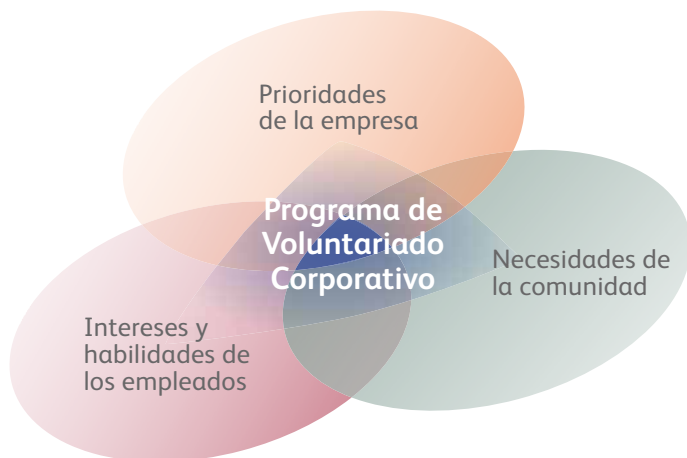 Prioridades
de la empresa
Programa de
Voluntariado
Corporativo
Necesidades de
la comunidad
Intereses y
habilidades de
los empleados